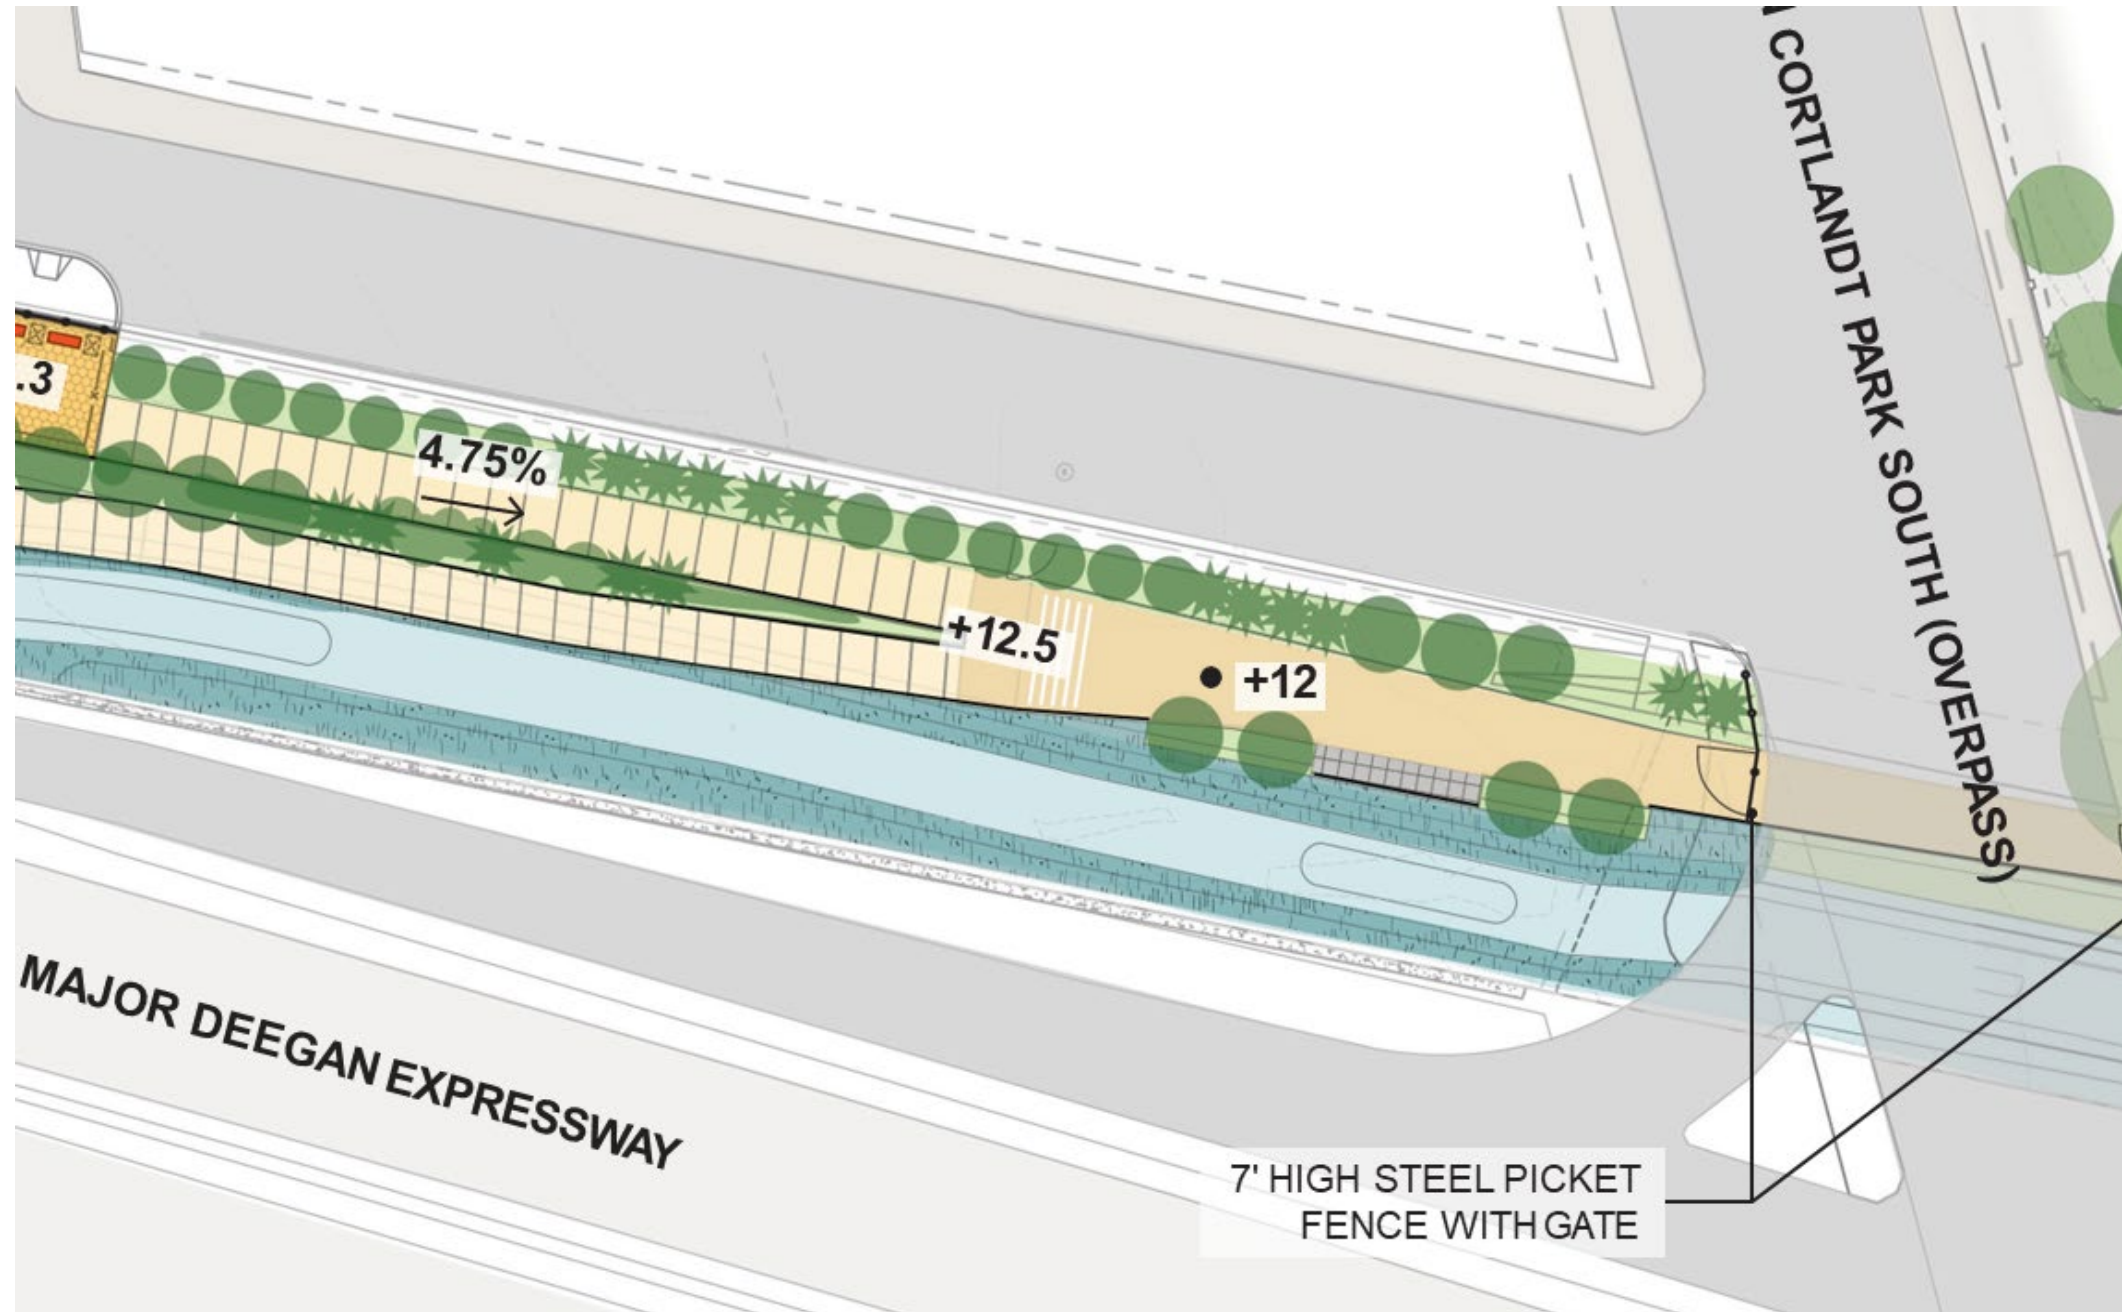 CORTLANDT PARK SOUTH (OVERPASS)
.3
4.75%
+12.5
+12
MAJOR DEEGAN EXPRESSWAY
7' HIGH STEEL PICKET
FENCE WITH GATE